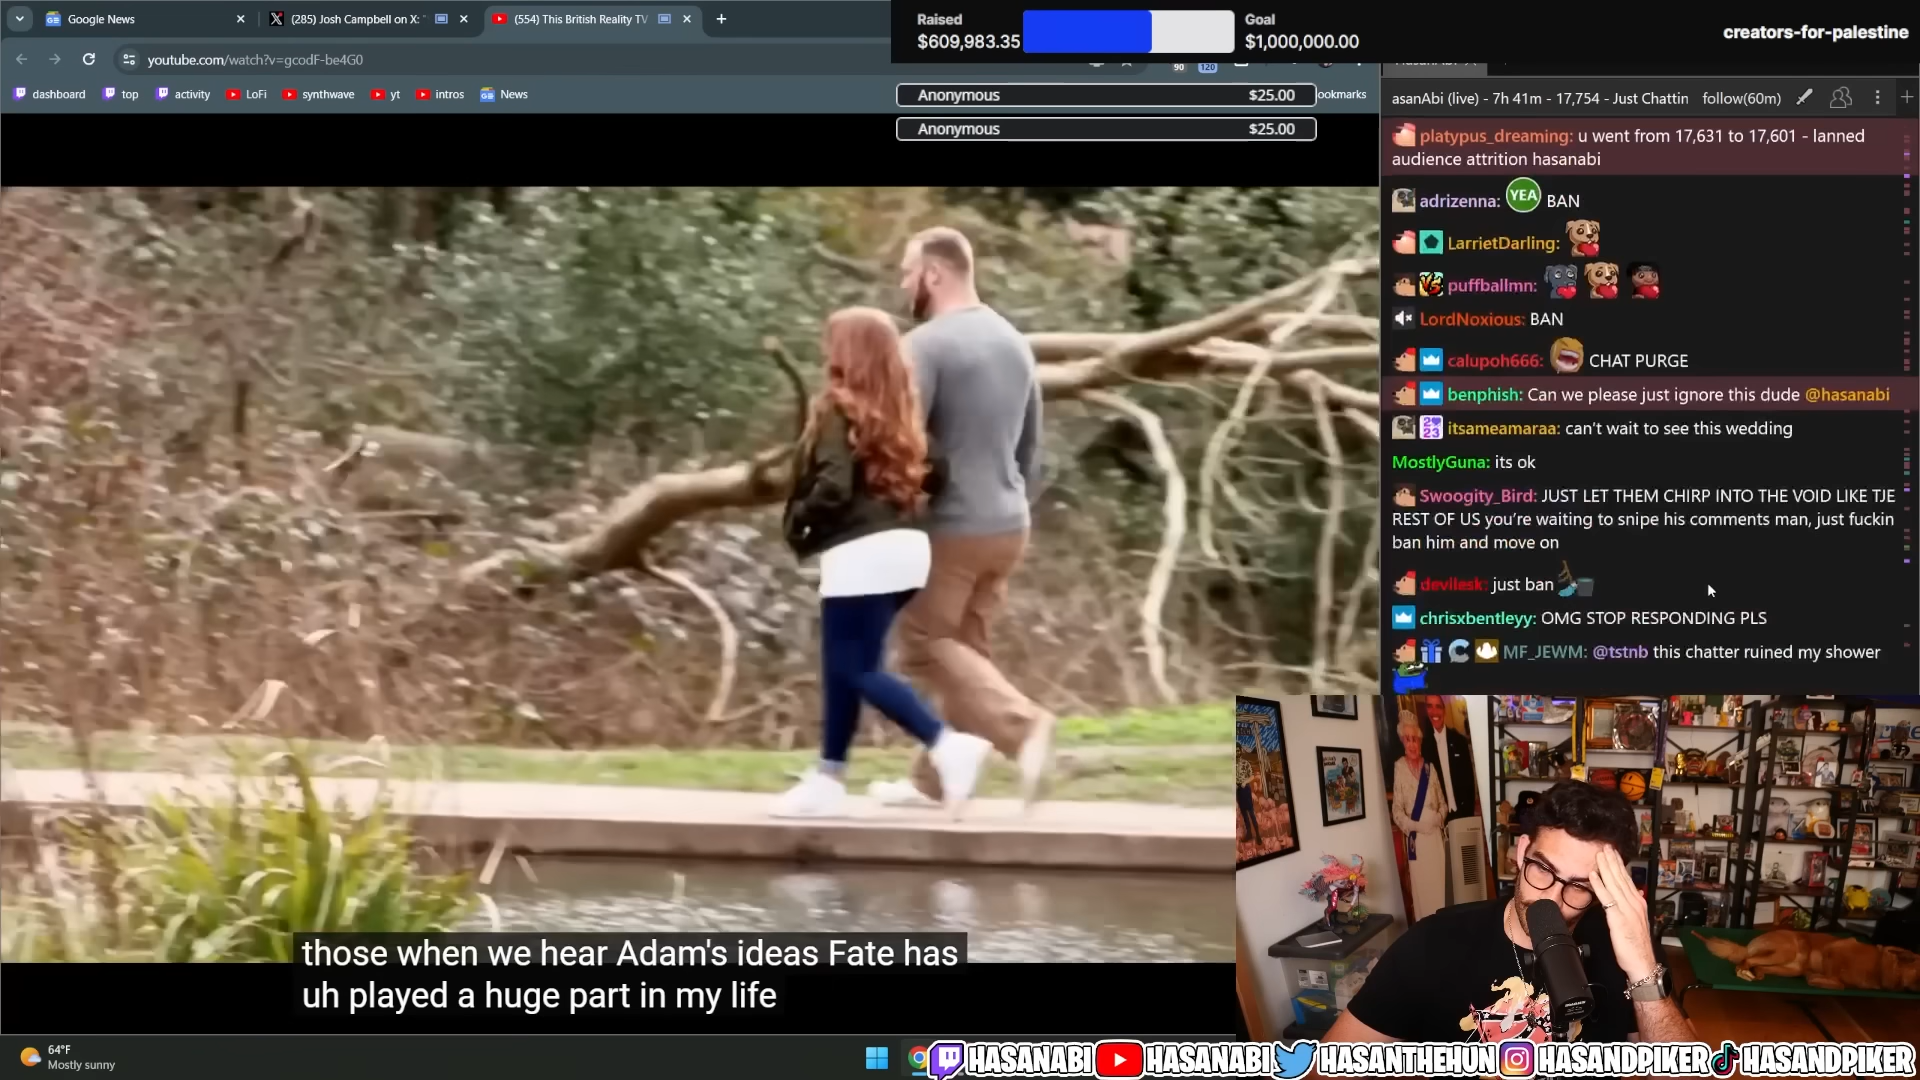 Google News
(285) Josh Campbell on X:
(554) This British Reality TV
youtube.com/watch?v=gcodF-be4G0
dashboard
top
activity
LoFi
synthwave
yt
intros
News
ookmarks
90
120
Raised
$609,983.35
Goal
$1,000,000.00
creators-for-palestine
Anonymous $25.00
Anonymous $25.00
asanAbi (live) - 7h 41m - 17,754 - Just Chattin follow(60m)
platypus_dreaming: u went from 17,631 to 17,601 - lanned
audience attrition hasanabi
adrizenna: YEA BAN
LarrietDarling:
puffballmn:
LordNoxious: BAN
calupoh666: CHAT PURGE
benphish: Can we please just ignore this dude @hasanabi
itsameamaraa: can't wait to see this wedding
MostlyGuna: its ok
Swoogity_Bird: JUST LET THEM CHIRP INTO THE VOID LIKE TJE
REST OF US you're waiting to snipe his comments man, just fuckin
ban him and move on
devllesk: just ban
chrisxbentleyy: OMG STOP RESPONDING PLS
MF_JEWM: @tstnb this chatter ruined my shower
those when we hear Adam's ideas Fate has
uh played a huge part in my life
64°F
Mostly sunny
HASANABI HASANABI HASANTHEHUN HASANDPIKER HASANDPIKER